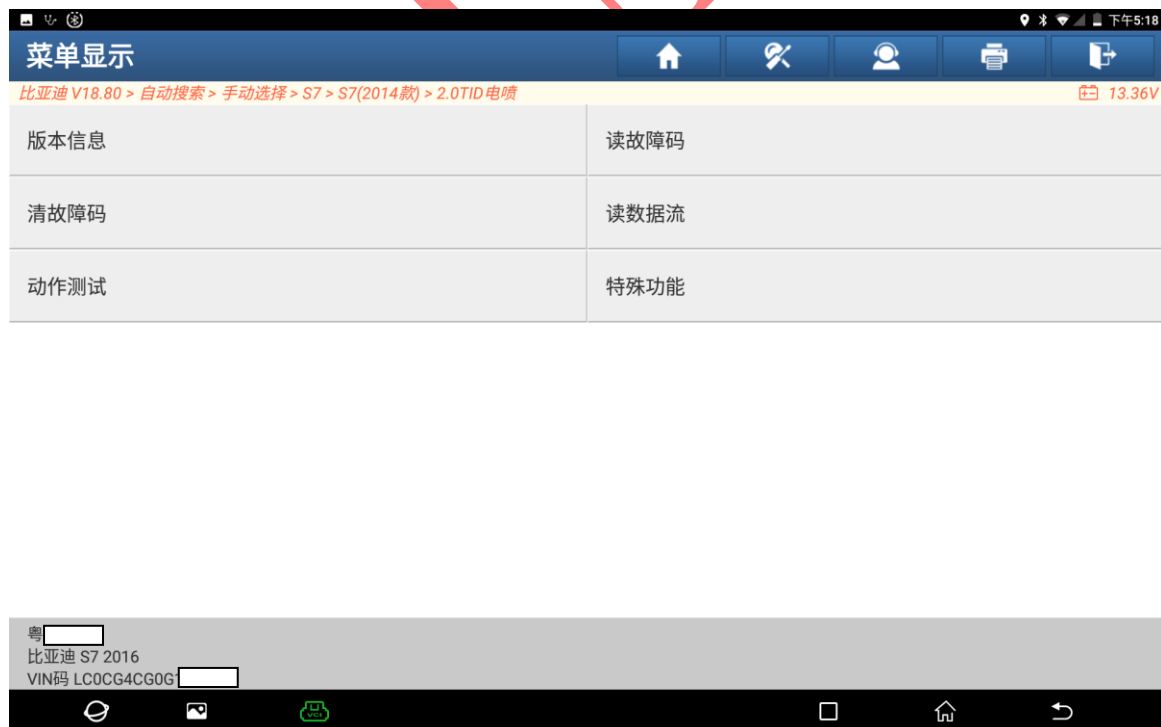 下午5:18
菜单显示
比亚迪 V18.80 > 自动搜索 > 手动选择 > S7 > S7(2014款) > 2.0TID电喷
13.36V
版本信息
读故障码
清故障码
读数据流
动作测试
特殊功能
粤
比亚迪 S7 2016
VIN码 LC0CG4CG0G
VCI